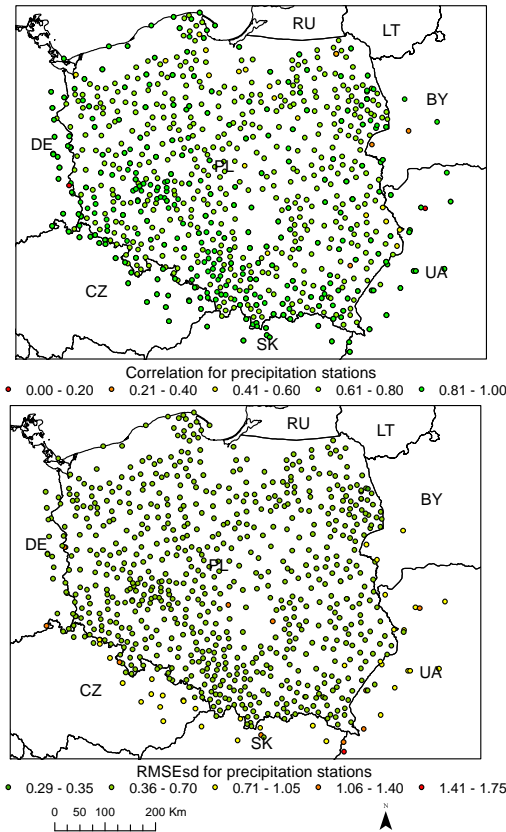 RU
LT
BY
DE
PL
UA
CZ
SK
Correlation for precipitation stations
0.00 - 0.20 0.21 - 0.40 0.41 - 0.60 0.61 - 0.80 0.81 - 1.00
RU
LT
BY
DE
PL
UA
CZ
SK
RMSEsd for precipitation stations
0.29 - 0.35 0.36 - 0.70 0.71 - 1.05 1.06 - 1.40 1.41 - 1.75
0 50 100 200 Km
N